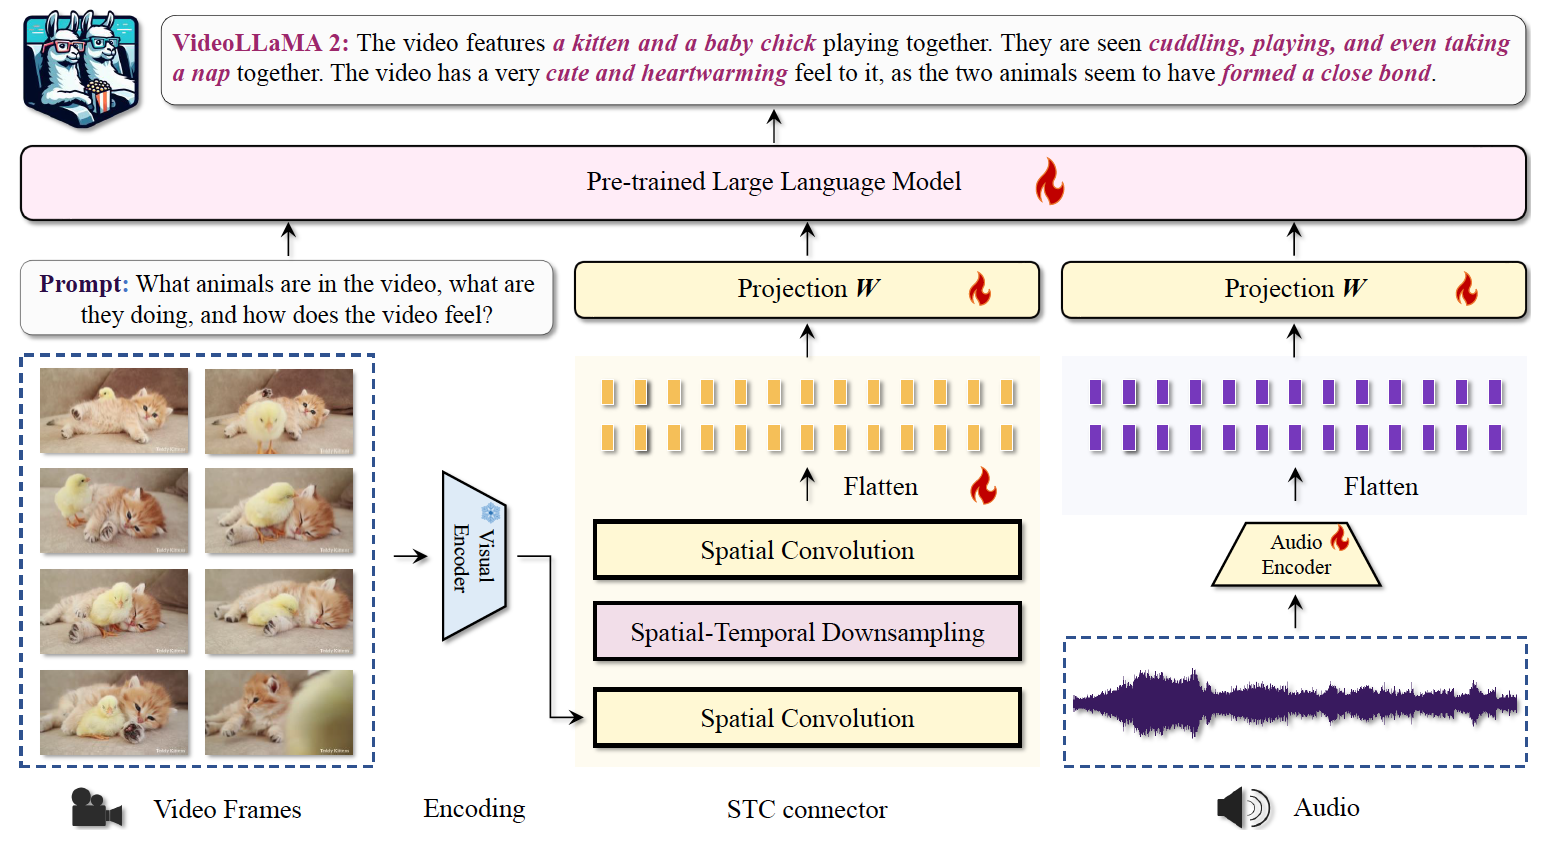 VideoLLaMA 2: The video features a kitten and a baby chick playing together. They are seen cuddling, playing, and even taking
a nap together. The video has a very cute and heartwarming feel to it, as the two animals seem to have formed a close bond.
Pre-trained Large Language Model
Prompt: What animals are in the video, what are
they doing, and how does the video feel?
Projection W
Projection W
Flatten
Flatten
Visual
Encoder
Spatial Convolution
Spatial-Temporal Downsampling
Spatial Convolution
Audio
Encoder
Video Frames
Encoding
STC connector
Audio